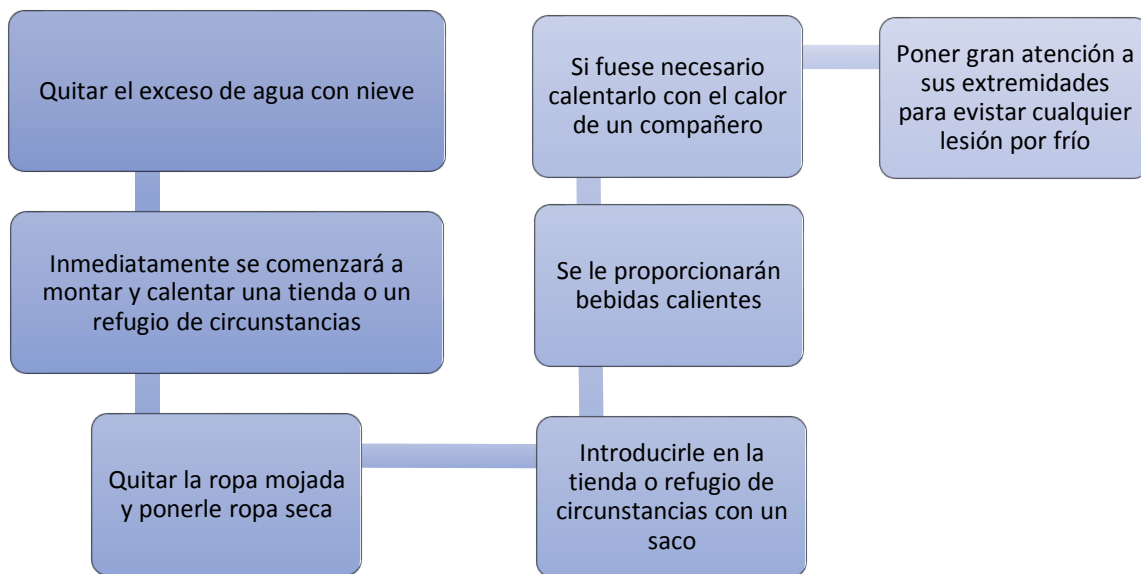 Quitar el exceso de agua con nieve
Inmediatamente se comenzará a
montar y calentar una tienda o un
refugio de circunstancias
Quitar la ropa mojada
y ponerle ropa seca
Introducirle en la
tienda o refugio de
circunstancias con un
saco
Se le proporcionarán
bebidas calientes
Si fuese necesario
calentarlo con el calor
de un compañero
Poner gran atención a
sus extremidades
para evistar cualquier
lesión por frío